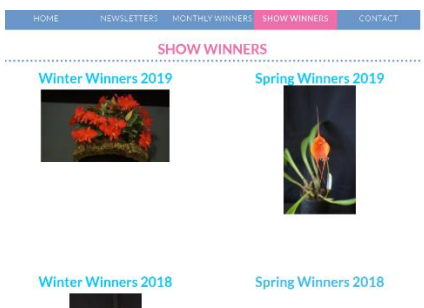 HOME NEWSLETTERS MONTHLY WINNERS SHOW WINNERS CONTACT
SHOW WINNERS
Winter Winners 2019 Spring Winners 2019
Winter Winners 2018 Spring Winners 2018